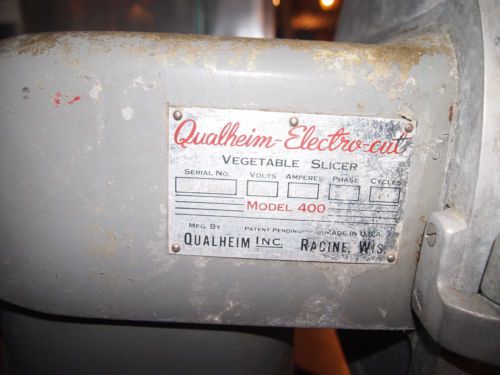 Qualheim-Electro-cut
VEGETABLE SLICER
SERIAL NO. VOLTS AMPERES PHASE CYCLES
MODEL 400
MFG. BY PATENT PENDING MADE IN U.S.A.
QUALHEIM INC. RACINE, WIS.